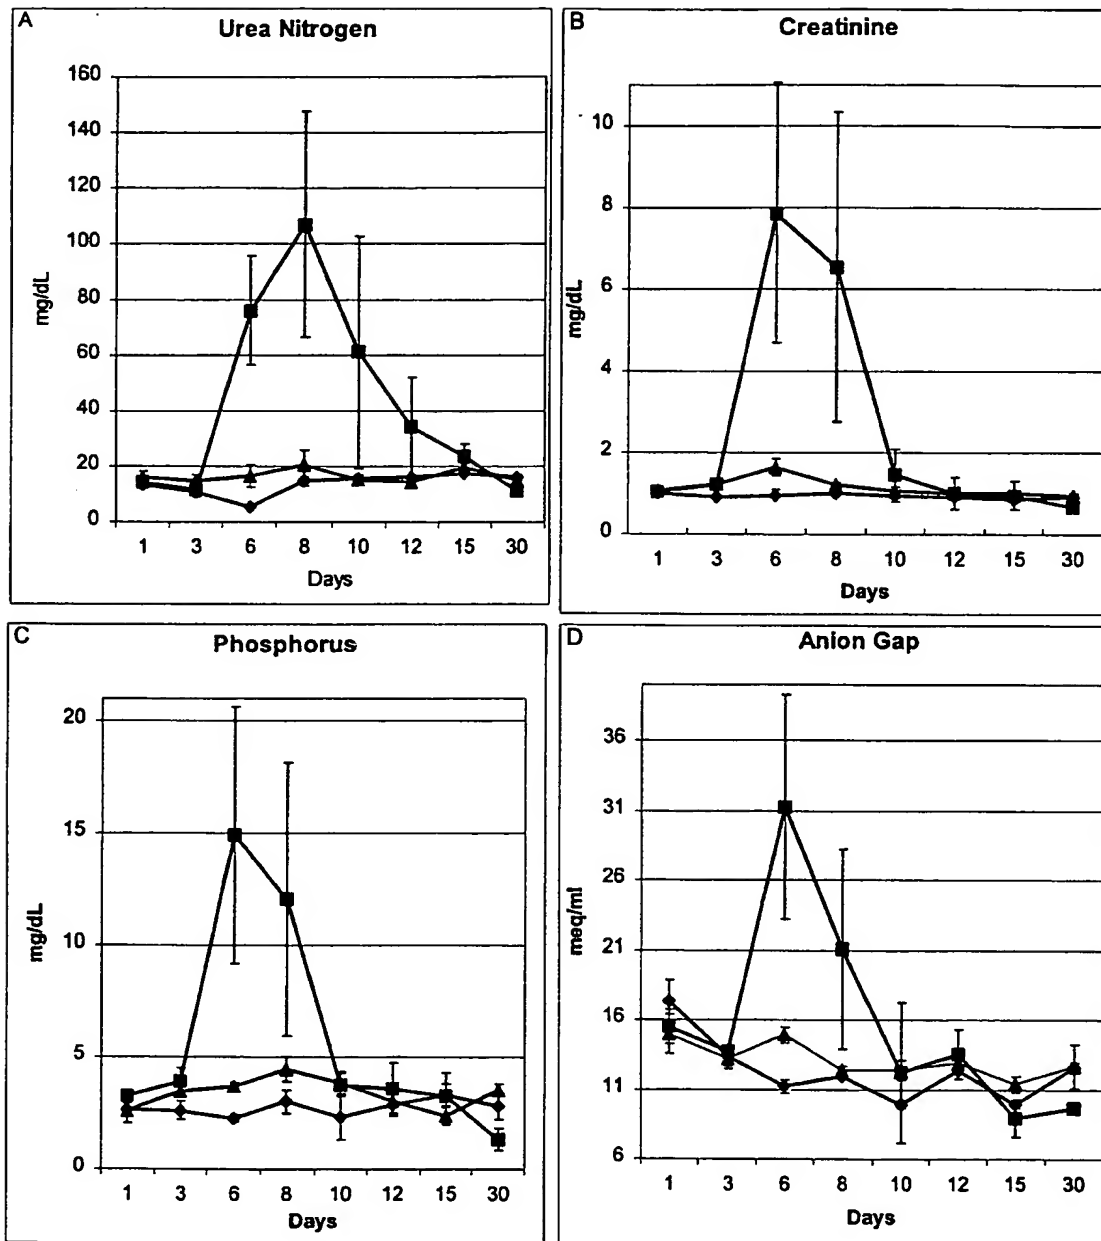 A
Urea Nitrogen
160
140
120
100
80
60
40
20
0
mg/dL
1 3 6 8 10 12 15 30
Days
B
Creatinine
10
8
6
4
2
0
mg/dL
1 3 6 8 10 12 15 30
Days
C
Phosphorus
20
15
10
5
0
mg/dL
1 3 6 8 10 12 15 30
Days
D
Anion Gap
36
31
26
21
16
11
6
meq/ml
1 3 6 8 10 12 15 30
Days